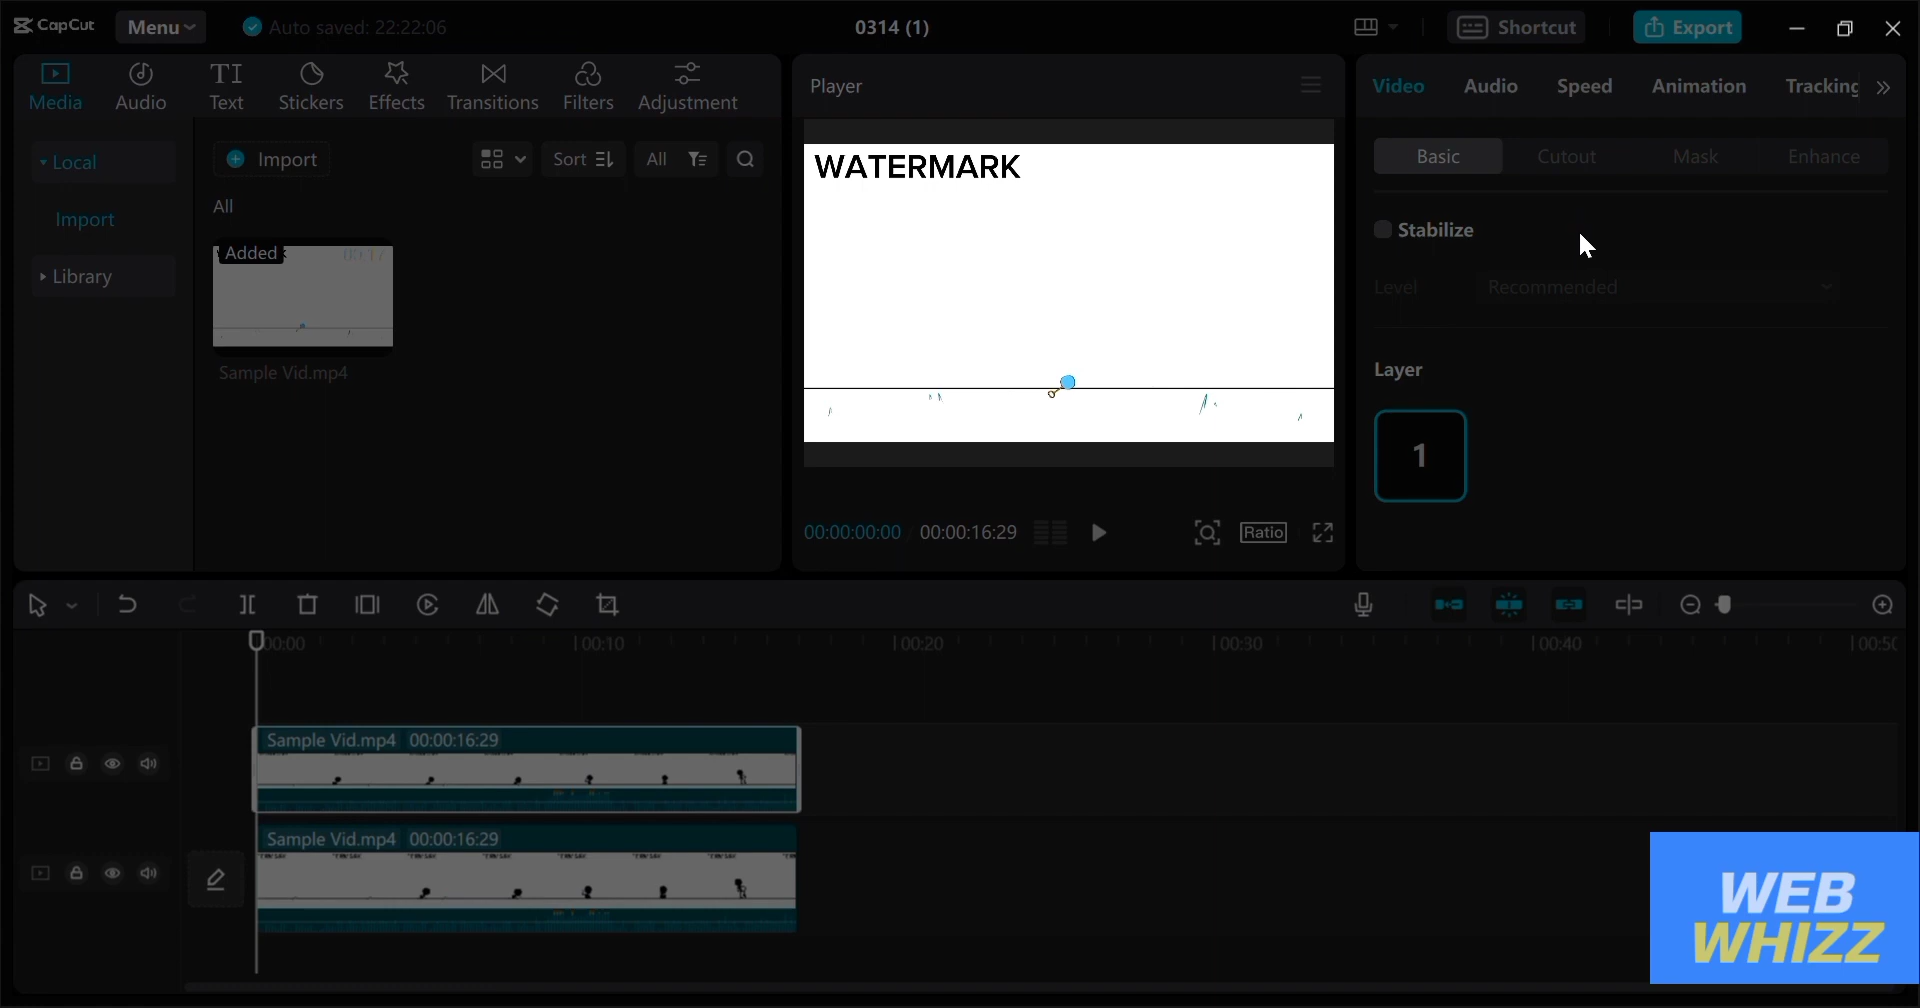 CapCut
Menu
Auto saved: 22:22:06
0314 (1)
Shortcut
Export
Media
Audio
Text
Stickers
Effects
Transitions
Filters
Adjustment
Local
Import
Library
Import
Sort
All
All
Added
00:17
Sample Vid.mp4
Player
WATERMARK
00:00:00:00
00:00:16:29
Ratio
Video
Audio
Speed
Animation
Tracking
Basic
Cutout
Mask
Enhance
Stabilize
Level
Recommended
Layer
1
00:00
00:10
00:20
00:30
00:40
00:50
Sample Vid.mp4 00:00:16:29
Sample Vid.mp4 00:00:16:29
WEB
WHIZZ